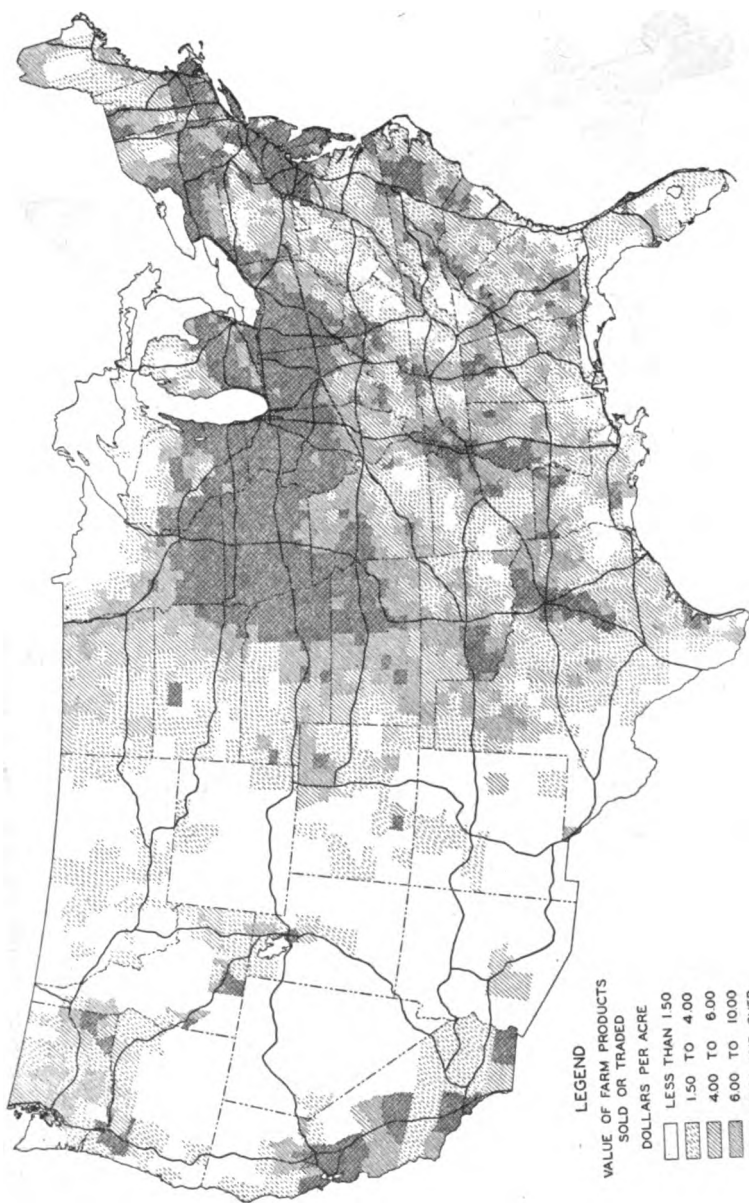 LEGEND
VALUE OF FARM PRODUCTS
SOLD OR TRADED
DOLLARS PER ACRE
LESS THAN 1.50
1.50 TO 4.00
4.00 TO 6.00
6.00 TO 10.00
OVER